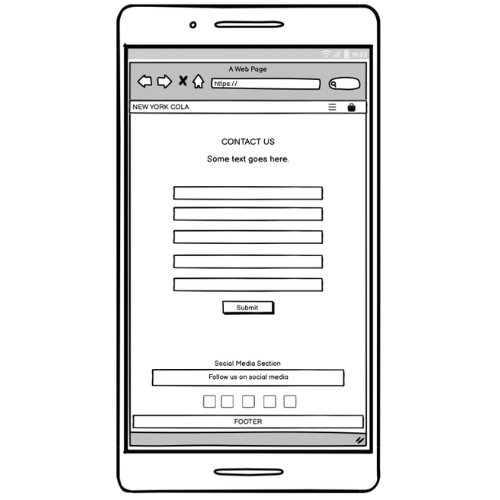 A Web Page
https://
NEW YORK COLA
CONTACT US
Some text goes here.
Submit
Social Media Section
Follow us on social media
FOOTER